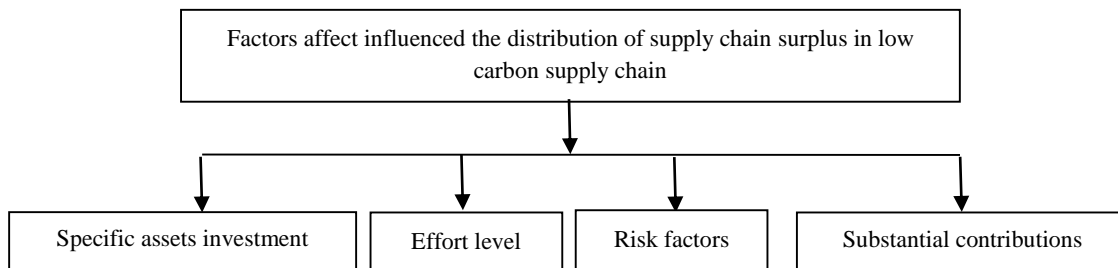 Factors affect influenced the distribution of supply chain surplus in low
carbon supply chain
Specific assets investment
Effort level
Risk factors
Substantial contributions